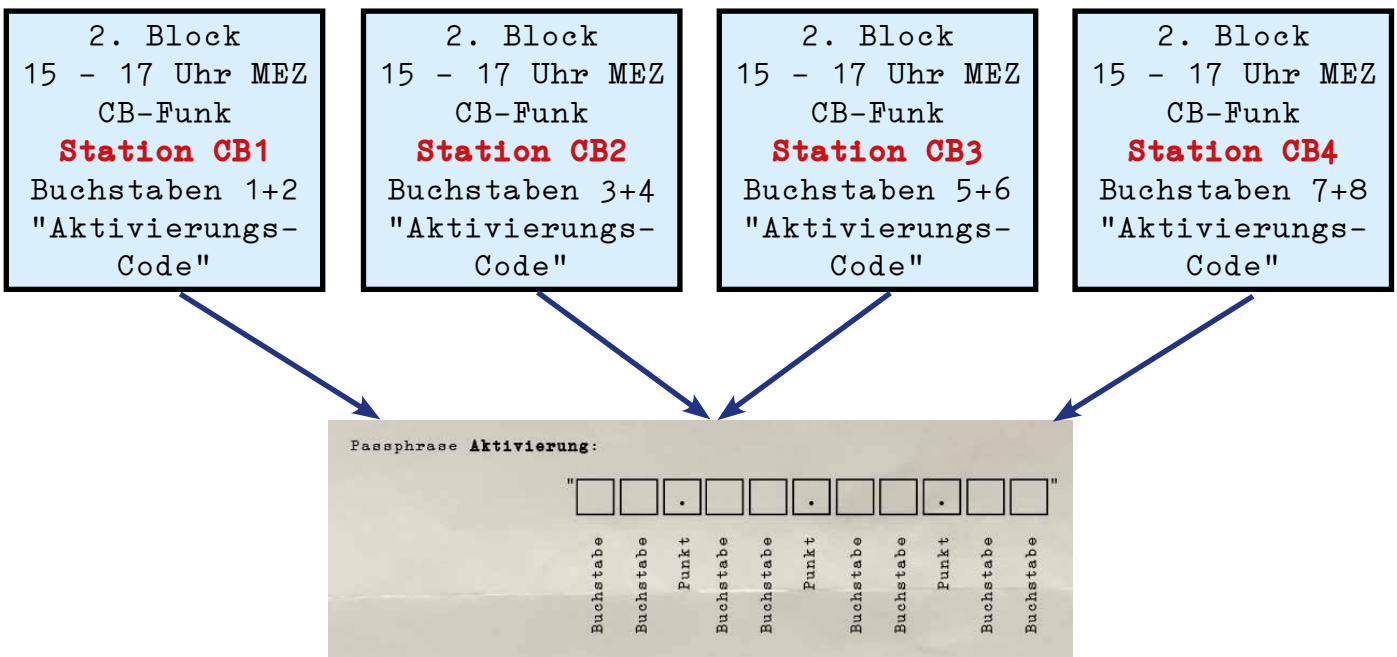 2. Block
15 - 17 Uhr MEZ
CB-Funk
Station CB1
Buchstaben 1+2
"Aktivierungs-
Code"
2. Block
15 - 17 Uhr MEZ
CB-Funk
Station CB2
Buchstaben 3+4
"Aktivierungs-
Code"
2. Block
15 - 17 Uhr MEZ
CB-Funk
Station CB3
Buchstaben 5+6
"Aktivierungs-
Code"
2. Block
15 - 17 Uhr MEZ
CB-Funk
Station CB4
Buchstaben 7+8
"Aktivierungs-
Code"
Passphrase Aktivierung:
" . . . "
Buchstabe
Buchstabe
Punkt
Buchstabe
Buchstabe
Punkt
Buchstabe
Buchstabe
Punkt
Buchstabe
Buchstabe